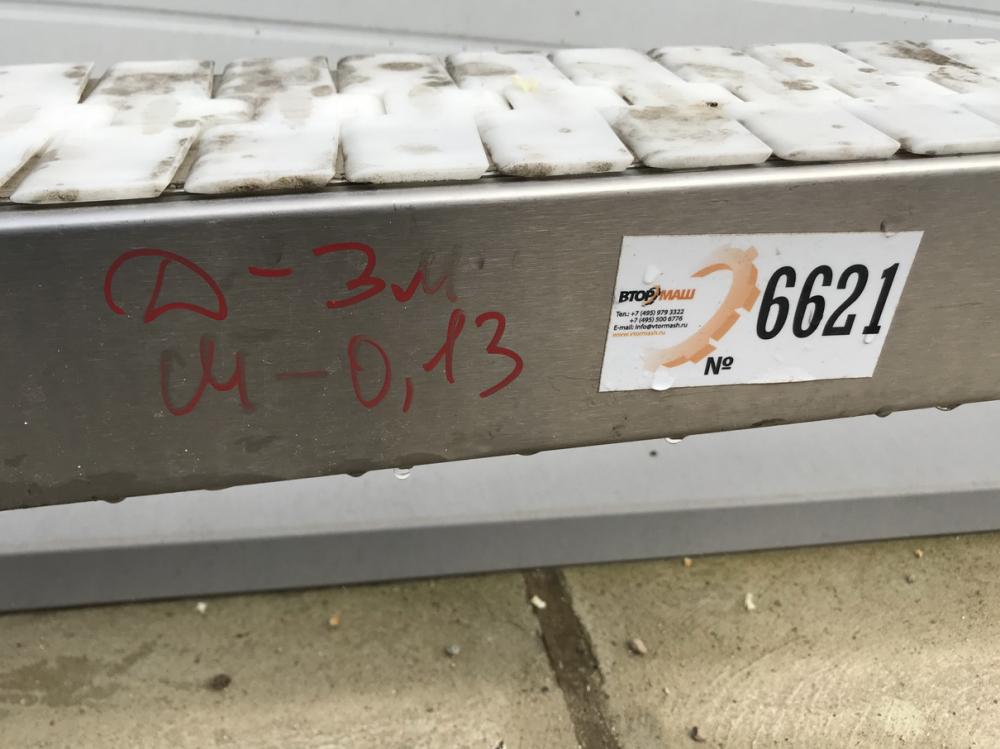 Д - 3м
М - 0,13
ВТОРМАШ
Тел.: +7 (495) 979 3322
+7 (495) 500 6776
E-mail: info@vtormash.ru
www.vtormash.ru
№ 6621